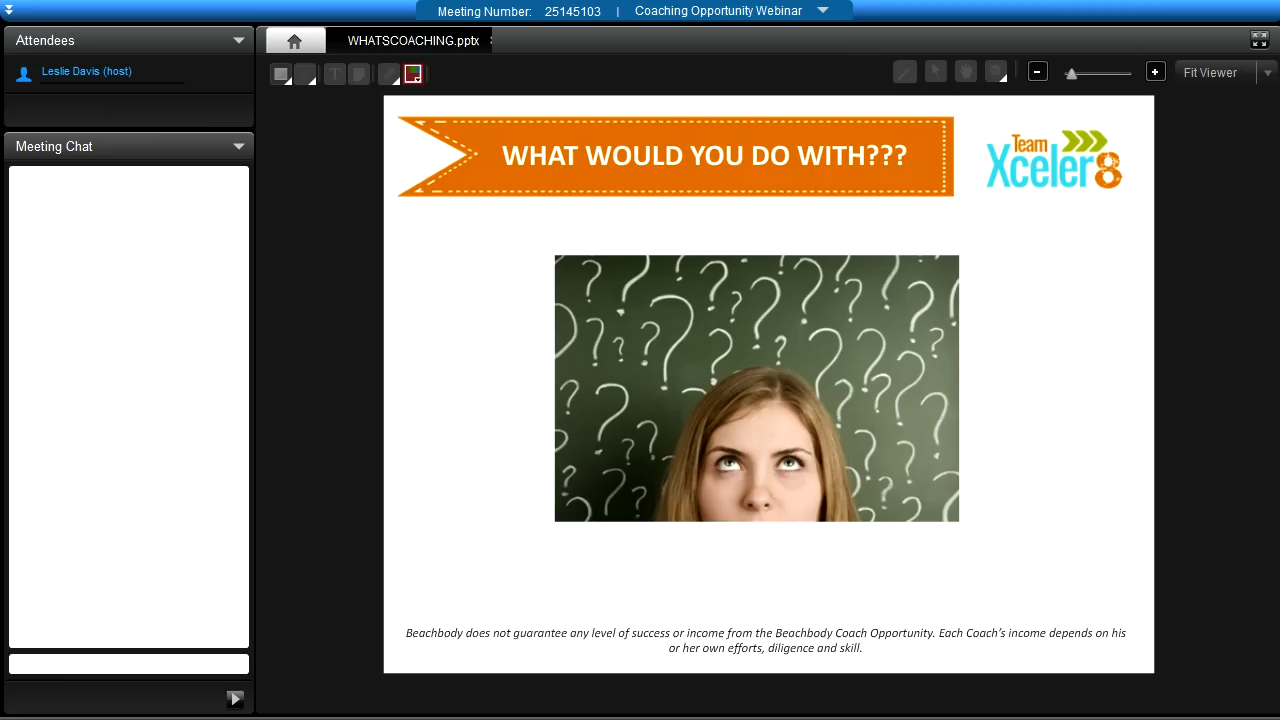 Meeting Number: 25145103 | Coaching Opportunity Webinar
Attendees
Leslie Davis (host)
Meeting Chat
WHATSCOACHING.pptx
T
Fit Viewer
WHAT WOULD YOU DO WITH???
Team
Xceler8
Beachbody does not guarantee any level of success or income from the Beachbody Coach Opportunity. Each Coach's income depends on his
or her own efforts, diligence and skill.